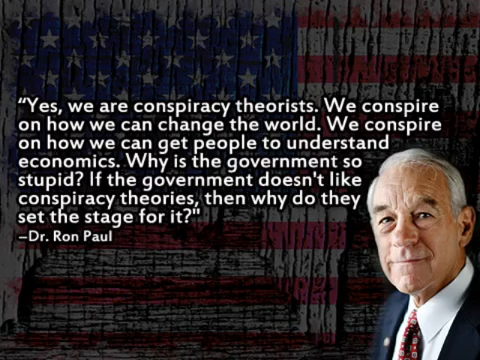 “Yes, we are conspiracy theorists. We conspire
on how we can change the world. We conspire
on how we can get people to understand
economics. Why is the government so
stupid? If the government doesn't like
conspiracy theories, then why do they
set the stage for it?"
–Dr. Ron Paul